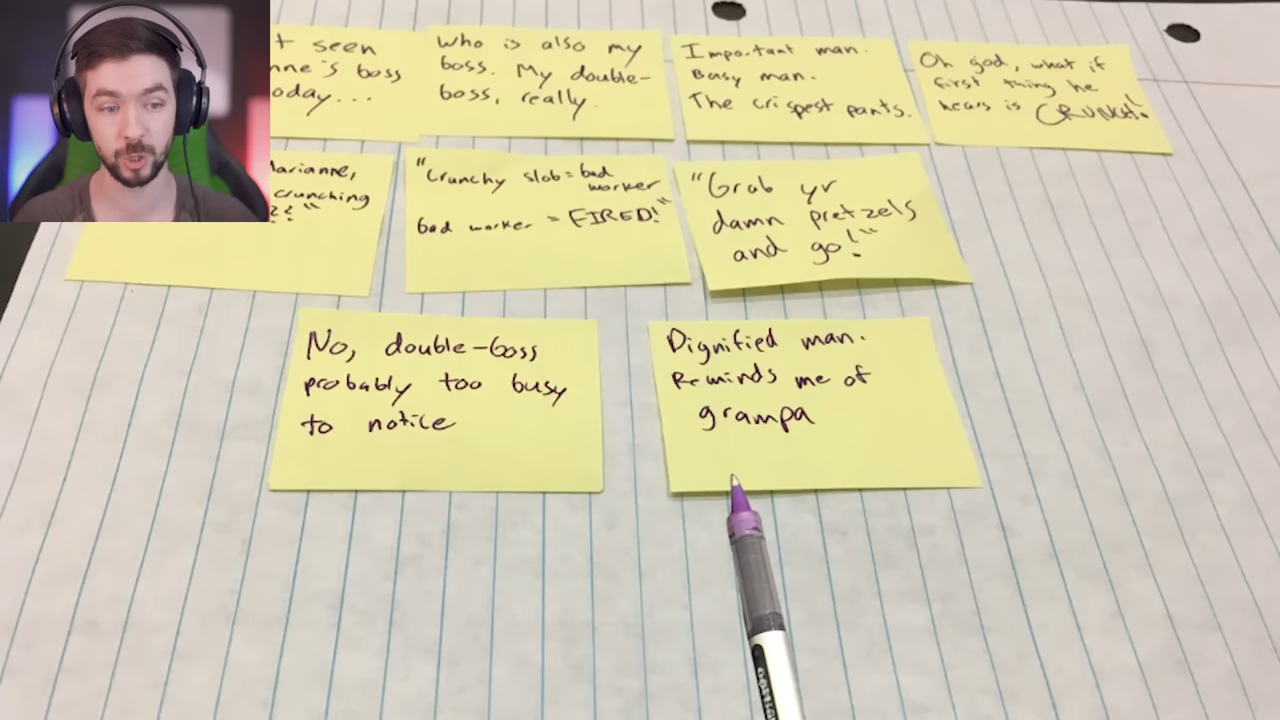 t seen
nne's boss
oday...
Who is also my
boss. My double-
boss, really.
Important man.
Busy man.
The crispest pants.
Oh god, what if
first thing he
hears is CRUNCH!
Marianne,
crunching
??"
"Crunchy slob = bad
worker
bad worker = FIRED!"
"Grab yr
damn pretzels
and go!"
No, double-boss
probably too busy
to notice
Dignified man.
Reminds me of
grampa